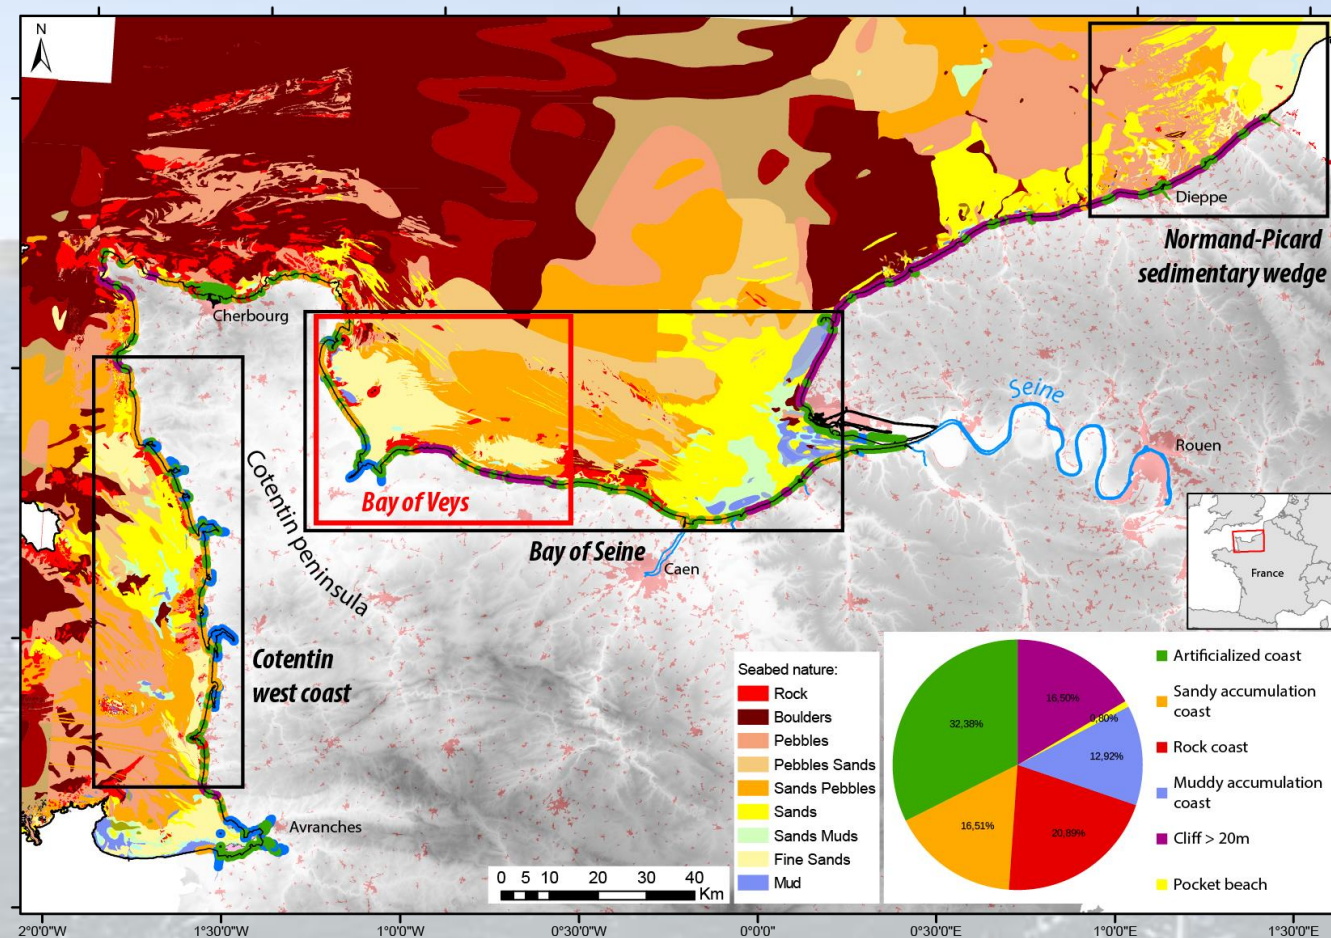 N
Dieppe
Normand-Picard
sedimentary wedge
Cherbourg
Seine
Rouen
Cotentin peninsula
Bay of Veys
Bay of Seine
Caen
France
Cotentin
west coast
Avranches
Seabed nature:
Rock
Boulders
Pebbles
Pebbles Sands
Sands Pebbles
Sands
Sands Muds
Fine Sands
Mud
0 5 10 20 30 40
Km
16,50%
0,80%
12,92%
20,89%
16,51%
32,38%
Artificialized coast
Sandy accumulation
coast
Rock coast
Muddy accumulation
coast
Cliff > 20m
Pocket beach
2°0'0"W 1°30'0"W 1°0'0"W 0°30'0"W 0°0'0" 0°30'0"E 1°0'0"E 1°30'0"E